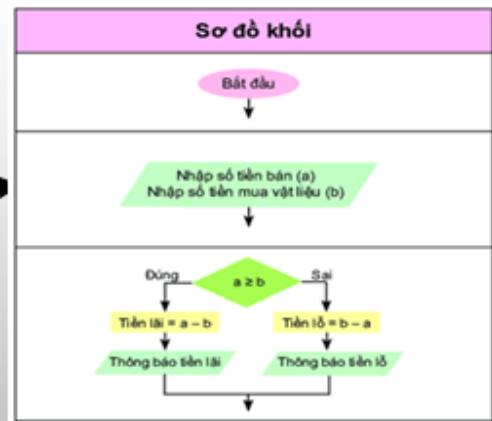 Sơ đồ khối
Bắt đầu
Nhập số tiền bán (a)
Nhập số tiền mua vật liệu (b)
Đúng
a ≥ b
Sai
Tiền lãi = a – b
Tiền lỗ = b – a
Thông báo tiền lãi
Thông báo tiền lỗ